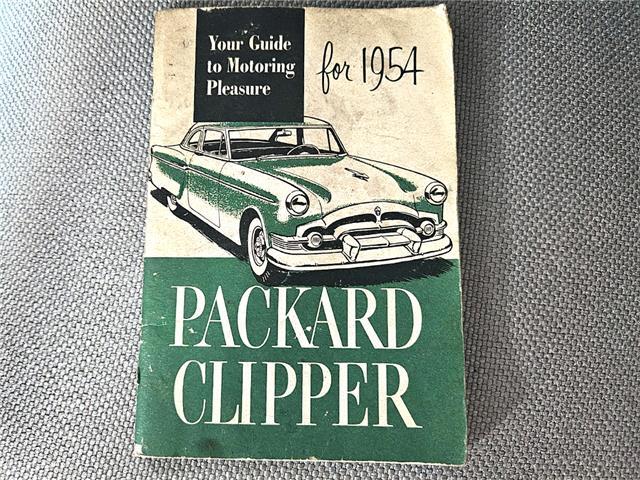 Your Guide
to Motoring
Pleasure
for 1954
PACKARD
CLIPPER